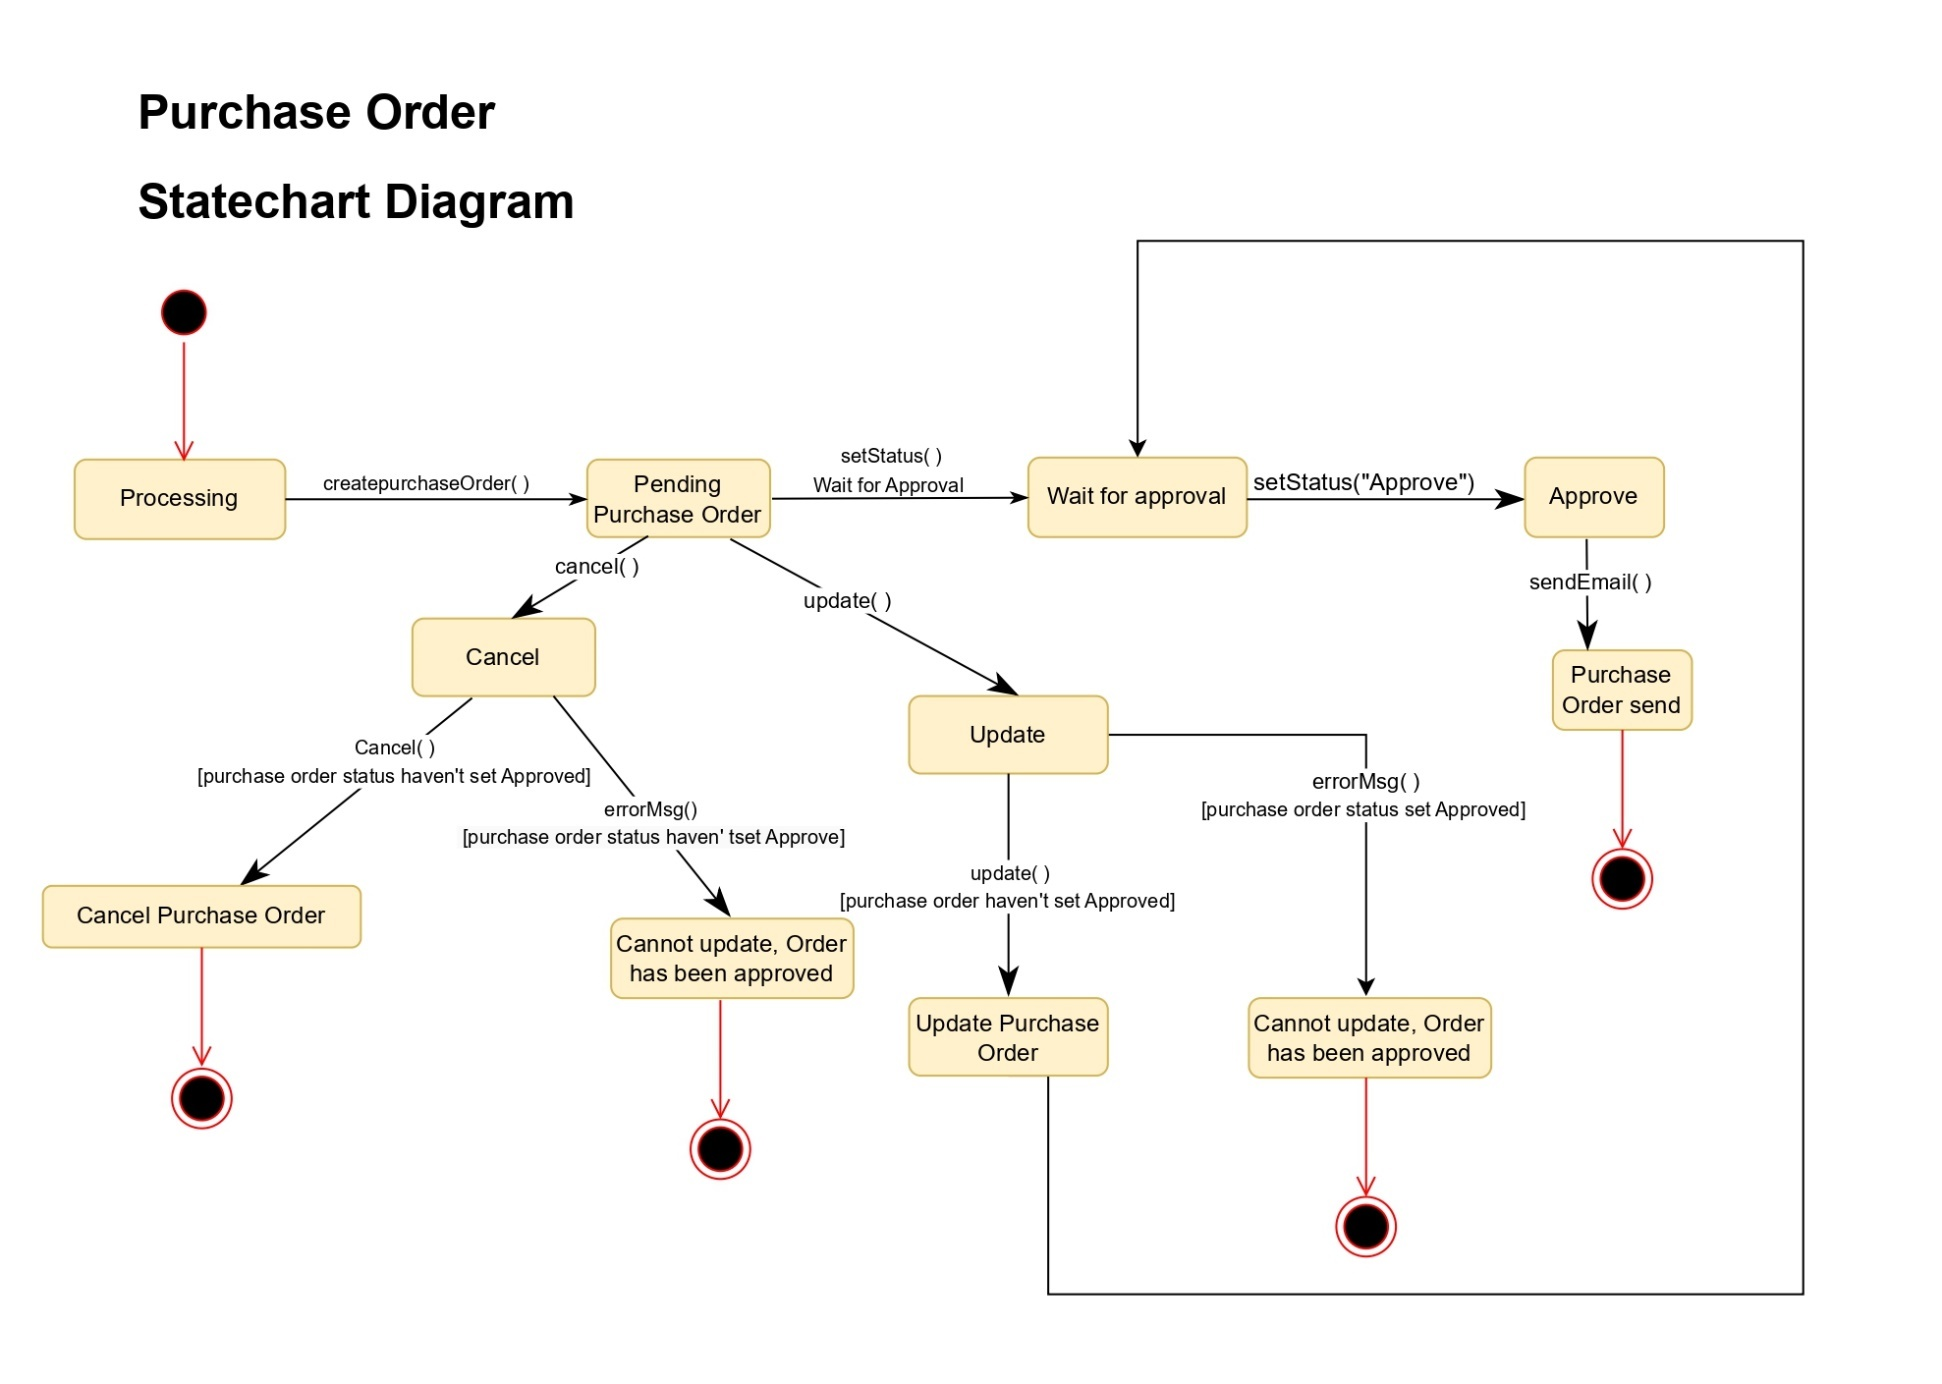 Purchase Order
Statechart Diagram
Processing
createpurchaseOrder( )
Pending
Purchase Order
setStatus( )
Wait for Approval
Wait for approval
setStatus("Approve")
Approve
cancel( )
update( )
sendEmail( )
Cancel
Purchase
Order send
Update
Cancel( )
[purchase order status haven't set Approved]
errorMsg()
[purchase order status haven' tset Approve]
errorMsg( )
[purchase order status set Approved]
update( )
[purchase order haven't set Approved]
Cancel Purchase Order
Cannot update, Order
has been approved
Update Purchase
Order
Cannot update, Order
has been approved